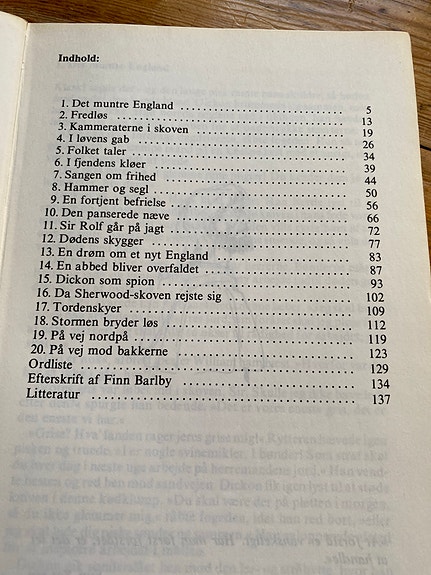 Indhold:
1. Det muntre England ........ 5
2. Fredløs ........ 13
3. Kammeraterne i skoven ........ 19
4. I løvens gab ........ 26
5. Folket taler ........ 34
6. I fjendens kløer ........ 39
7. Sangen om frihed ........ 44
8. Hammer og segl ........ 50
9. En fortjent befrielse ........ 56
10. Den panserede næve ........ 66
11. Sir Rolf går på jagt ........ 72
12. Dødens skygger ........ 77
13. En drøm om et nyt England ........ 83
14. En abbed bliver overfaldet ........ 87
15. Dickon som spion ........ 93
16. Da Sherwood-skoven rejste sig ........ 102
17. Tordenskyer ........ 109
18. Stormen bryder løs ........ 112
19. På vej nordpå ........ 119
20. På vej mod bakkerne ........ 123
Ordliste ........ 129
Efterskrift af Finn Barlby ........ 134
Litteratur ........ 137